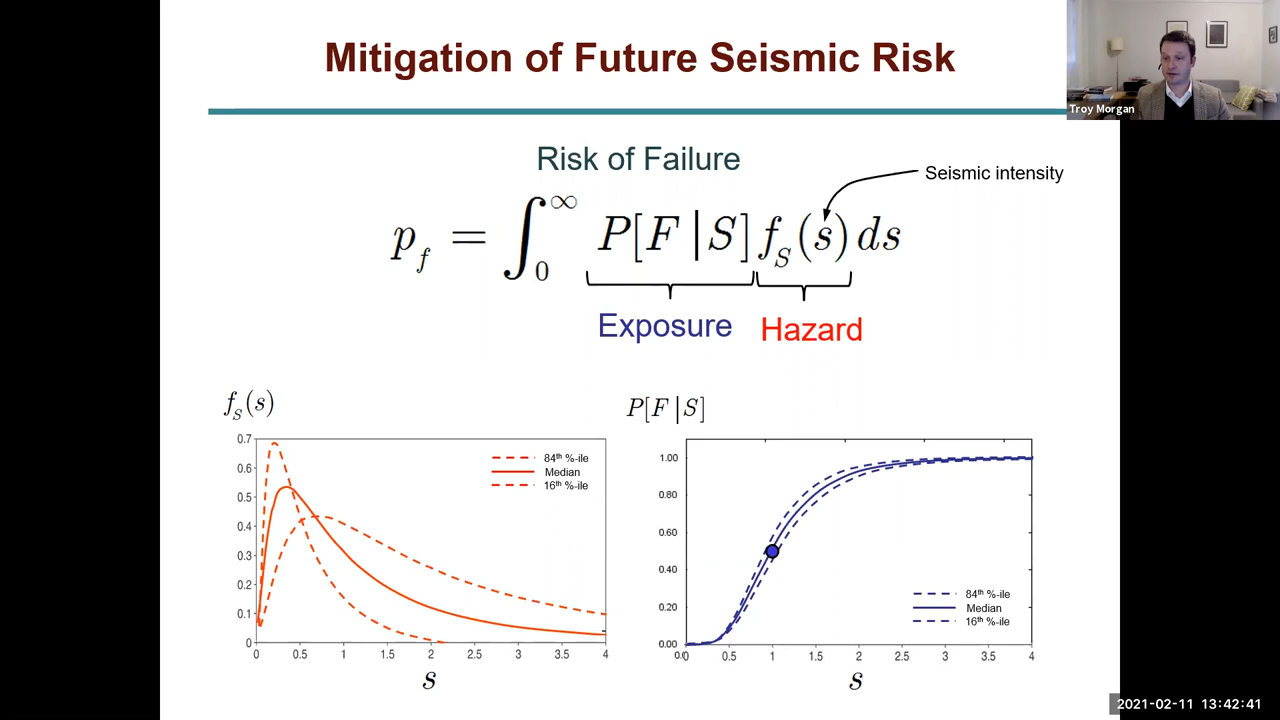 Mitigation of Future Seismic Risk
Troy Morgan
Risk of Failure
Seismic intensity
p_f = ∫_0^∞ P[F|S] f_S(s) ds
Exposure
Hazard
f_S(s)
0.7
0.6
0.5
0.4
0.3
0.2
0.1
0
84th %-ile
Median
16th %-ile
0 0.5 1 1.5 2 2.5 3 3.5 4
s
P[F|S]
1.00
0.80
0.60
0.40
0.20
0.00
84th %-ile
Median
16th %-ile
0.0 0.5 1 1.5 2 2.5 3 3.5 4
s
2021-02-11 13:42:41